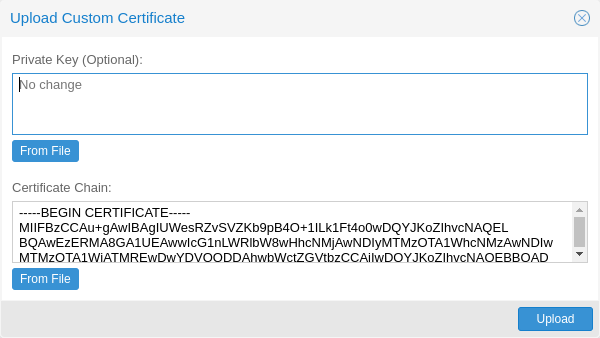 Upload Custom Certificate
Private Key (Optional):
No change
From File
Certificate Chain:
-----BEGIN CERTIFICATE-----
MIIFBzCCAu+gAwIBAgIUWesRZvSVZKb9pB4O+1ILk1Ft4o0wDQYJKoZIhvcNAQEL
BQAwEzERMA8GA1UEAwwIcG1nLWRlbW8wHhcNMjAwNDIyMTMzOTA1WhcNMzAwNDIw
MTMzOTA1WjATMREwDwYDVQQDDAhwbWctZGVtbzCCAiIwDQYJKoZIhvcNAQEBBQAD
From File
Upload